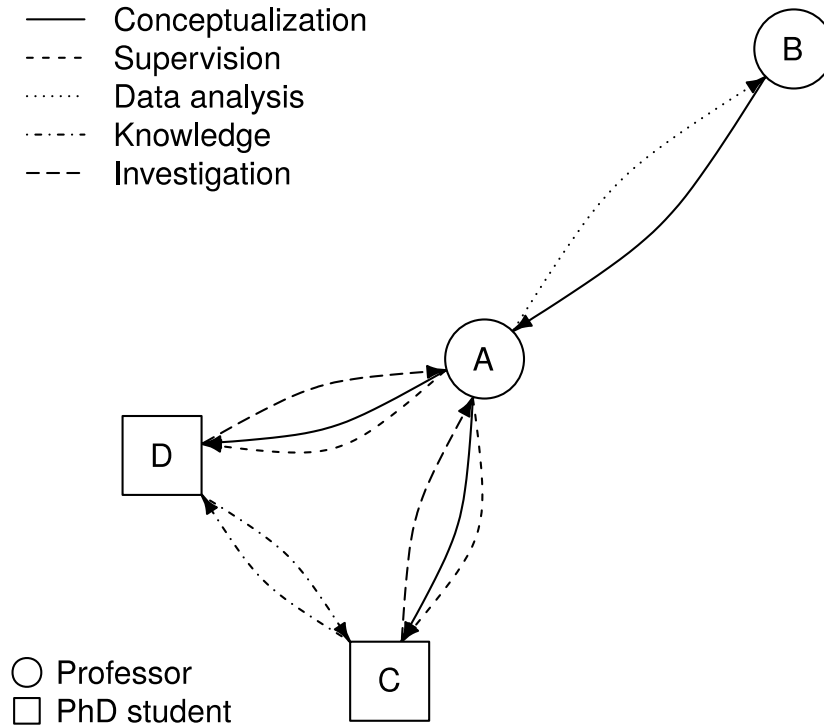 Conceptualization
Supervision
Data analysis
Knowledge
Investigation
B
A
D
C
Professor
PhD student